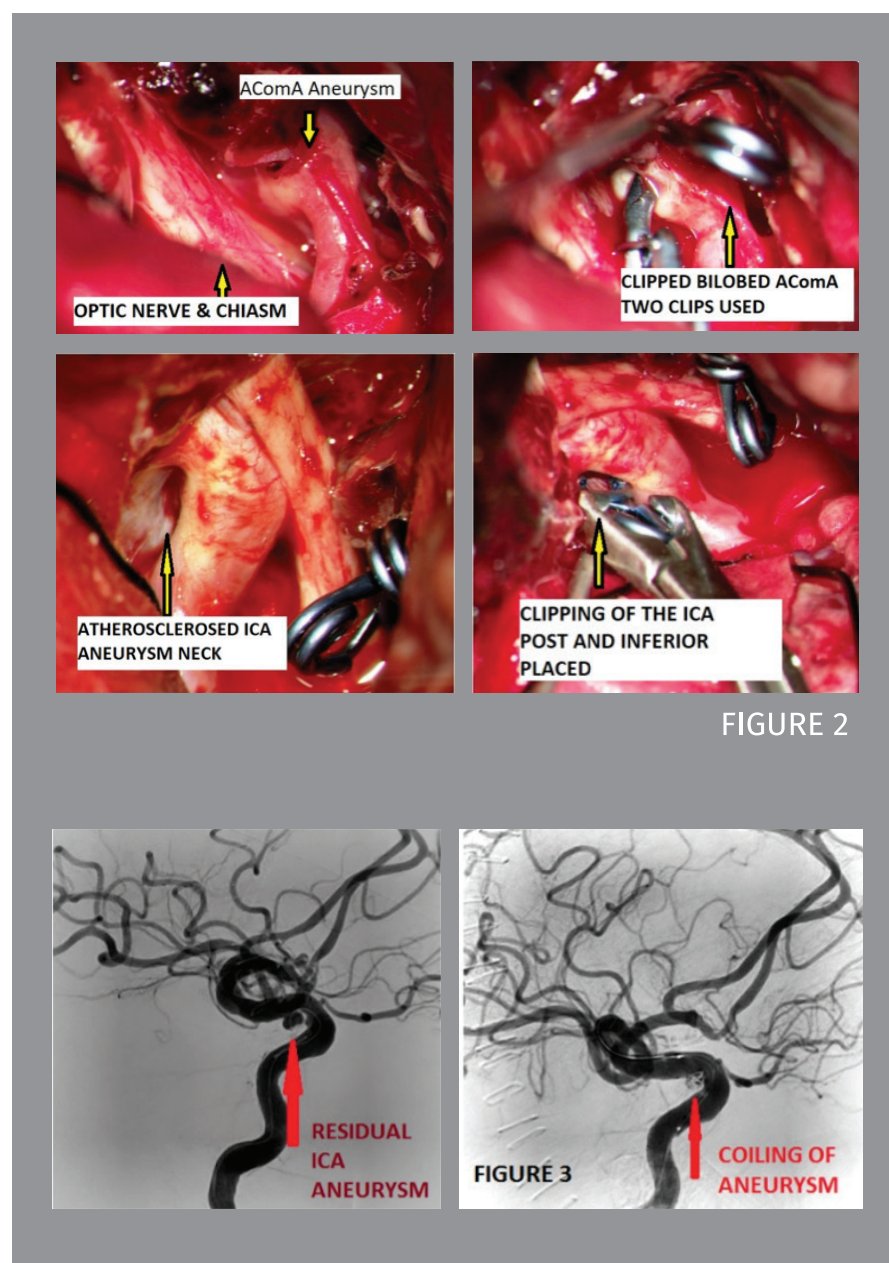 AComA Aneurysm
OPTIC NERVE & CHIASM
CLIPPED BILOBED AComA
TWO CLIPS USED
ATHEROSCLEROSED ICA
ANEURYSM NECK
CLIPPING OF THE ICA
POST AND INFERIOR
PLACED
FIGURE 2
RESIDUAL
ICA
ANEURYSM
FIGURE 3
COILING OF
ANEURYSM